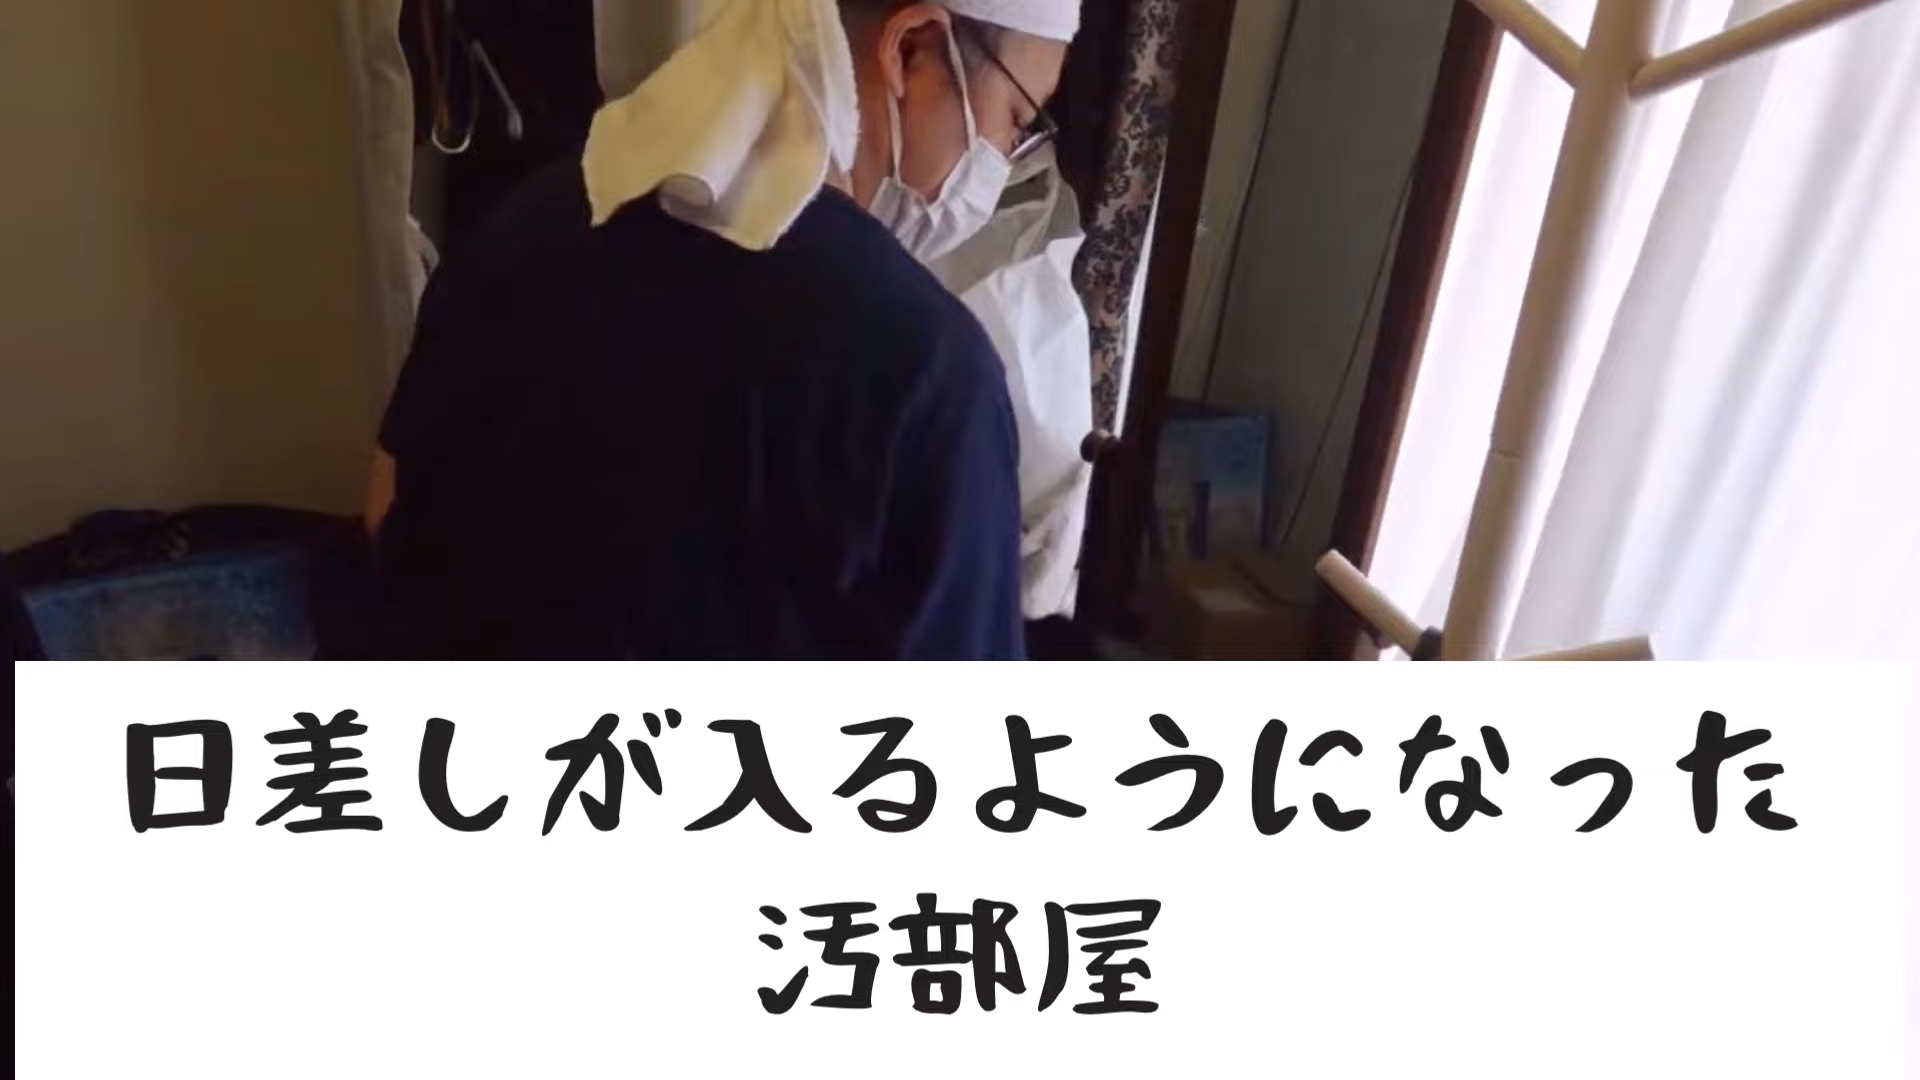 日差しが入るようになった
汚部屋